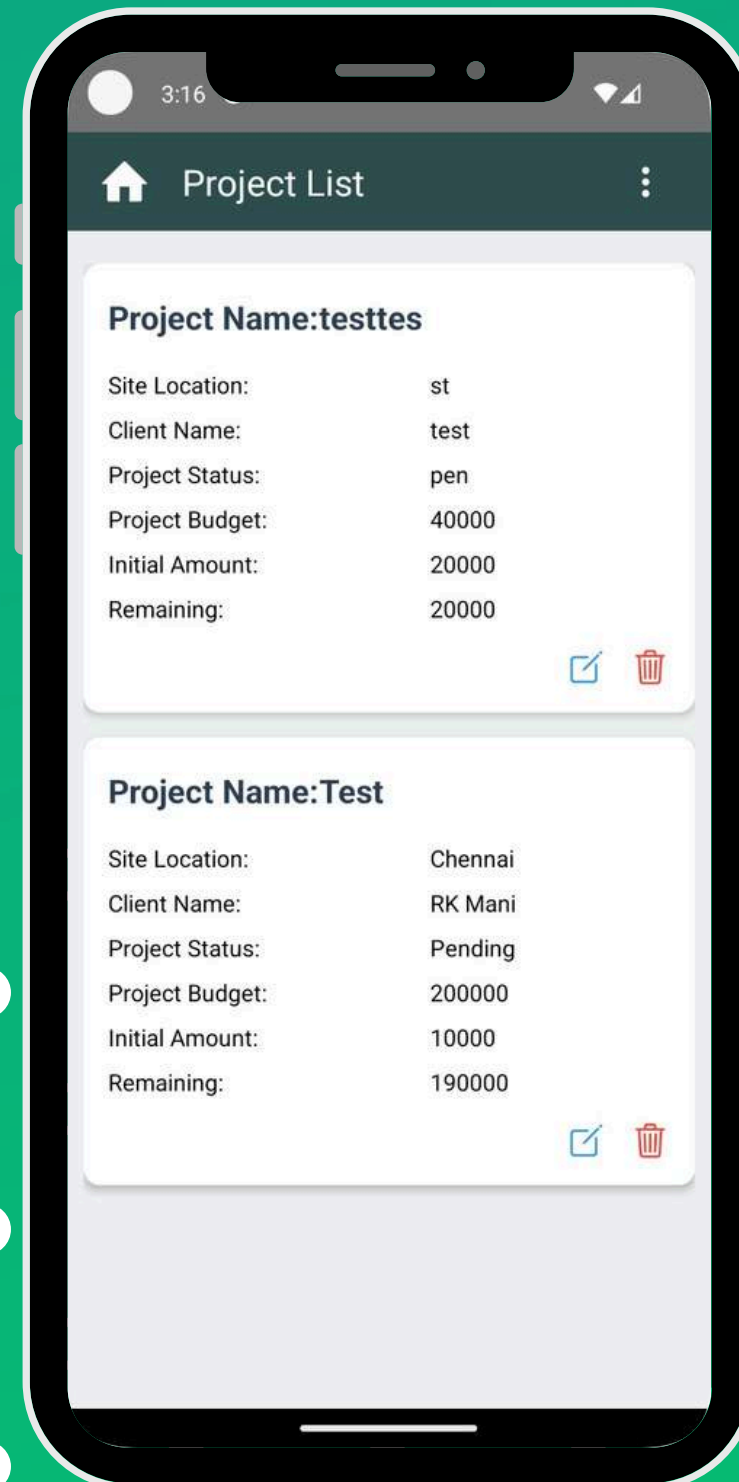 3:16
Project List
Project Name:testtes
Site Location: st
Client Name: test
Project Status: pen
Project Budget: 40000
Initial Amount: 20000
Remaining: 20000
Project Name:Test
Site Location: Chennai
Client Name: RK Mani
Project Status: Pending
Project Budget: 200000
Initial Amount: 10000
Remaining: 190000